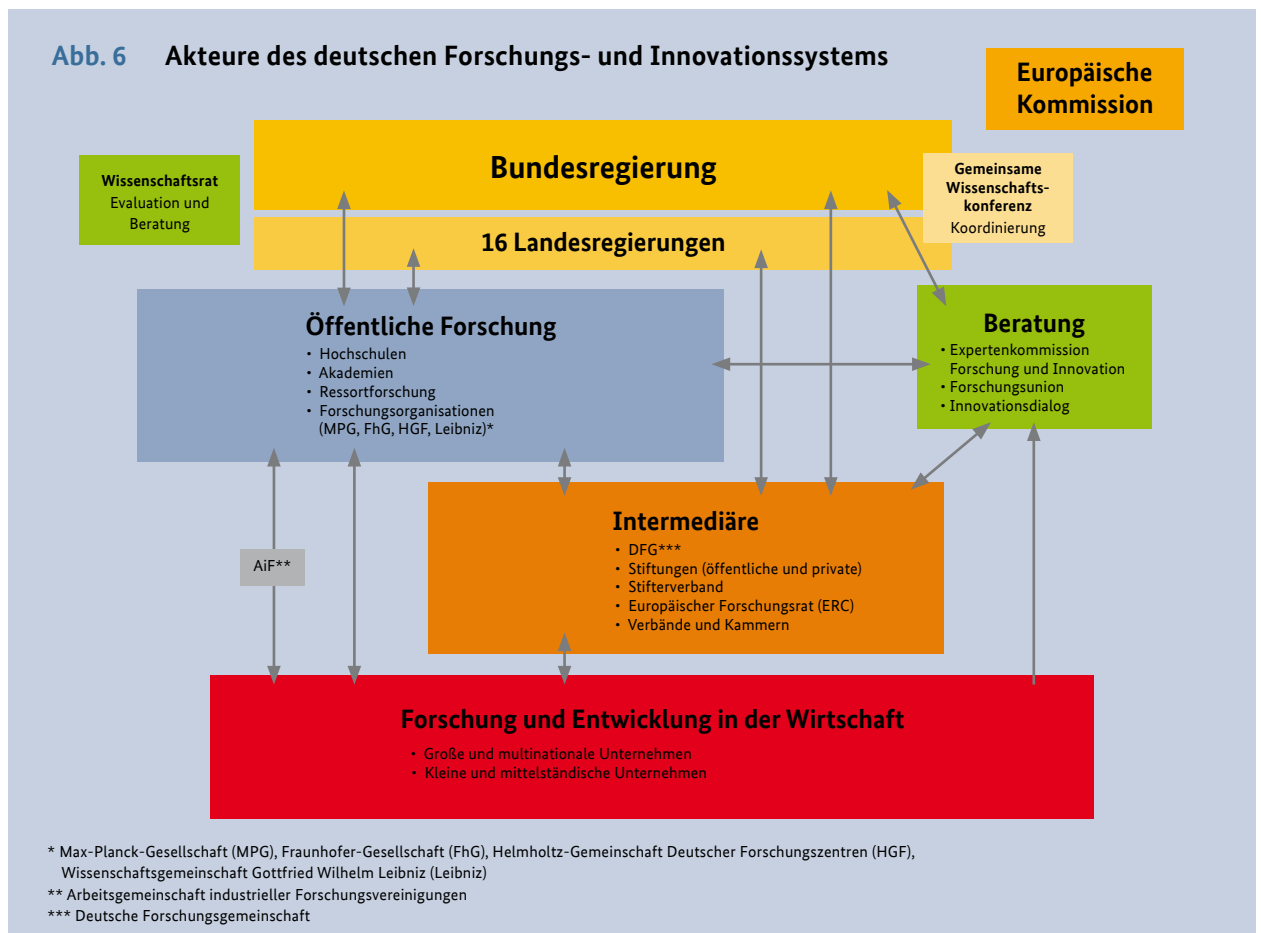 Abb. 6 Akteure des deutschen Forschungs- und Innovationssystems
Europäische
Kommission
Bundesregierung
Wissenschaftsrat
Evaluation und
Beratung
Gemeinsame
Wissenschafts-
konferenz
Koordinierung
16 Landesregierungen
Öffentliche Forschung
• Hochschulen
• Akademien
• Ressortforschung
• Forschungsorganisationen
(MPG, FhG, HGF, Leibniz)*
Beratung
• Expertenkommission
Forschung und Innovation
• Forschungsunion
• Innovationsdialog
Intermediäre
• DFG***
• Stiftungen (öffentliche und private)
• Stifterverband
• Europäischer Forschungsrat (ERC)
• Verbände und Kammern
AiF**
Forschung und Entwicklung in der Wirtschaft
• Große und multinationale Unternehmen
• Kleine und mittelständische Unternehmen
* Max-Planck-Gesellschaft (MPG), Fraunhofer-Gesellschaft (FhG), Helmholtz-Gemeinschaft Deutscher Forschungszentren (HGF),
Wissenschaftsgemeinschaft Gottfried Wilhelm Leibniz (Leibniz)
** Arbeitsgemeinschaft industrieller Forschungsvereinigungen
*** Deutsche Forschungsgemeinschaft